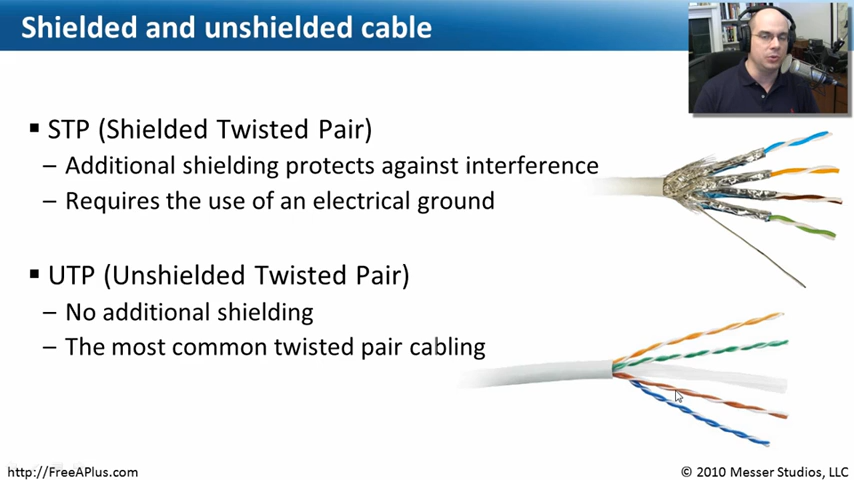 Shielded and unshielded cable
▪ STP (Shielded Twisted Pair)
– Additional shielding protects against interference
– Requires the use of an electrical ground
▪ UTP (Unshielded Twisted Pair)
– No additional shielding
– The most common twisted pair cabling
http://FreeAPlus.com
© 2010 Messer Studios, LLC